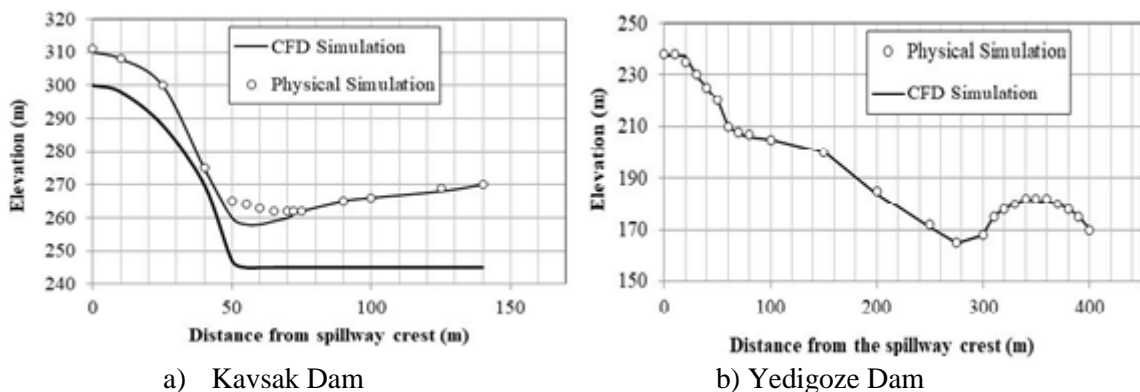 320
310
300
290
280
270
260
250
240
Elevation (m)
CFD Simulation
Physical Simulation
0
50
100
150
Distance from spillway crest (m)
a) Kavsak Dam
250
230
210
190
170
150
Elevation (m)
Physical Simulation
CFD Simulation
0
100
200
300
400
Distance from the spillway crest (m)
b) Yedigoze Dam